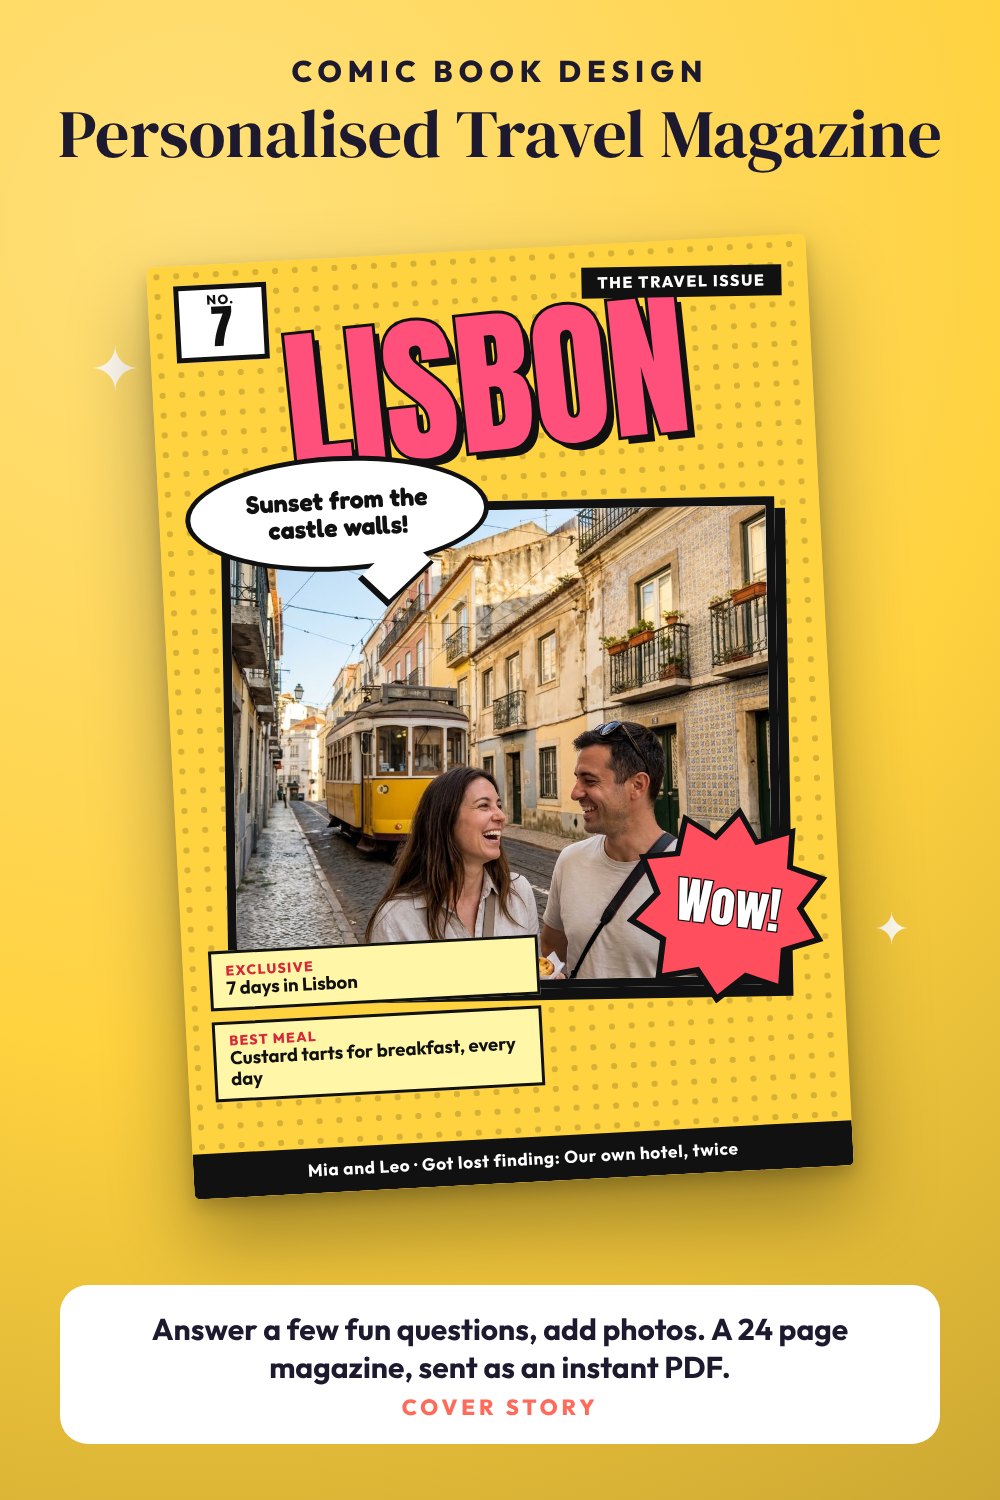 COMIC BOOK DESIGN
Personalised Travel Magazine
NO.
7
THE TRAVEL ISSUE
LISBON
Sunset from the
castle walls!
Wow!
EXCLUSIVE
7 days in Lisbon
BEST MEAL
Custard tarts for breakfast, every
day
Mia and Leo · Got lost finding: Our own hotel, twice
Answer a few fun questions, add photos. A 24 page
magazine, sent as an instant PDF.
COVER STORY